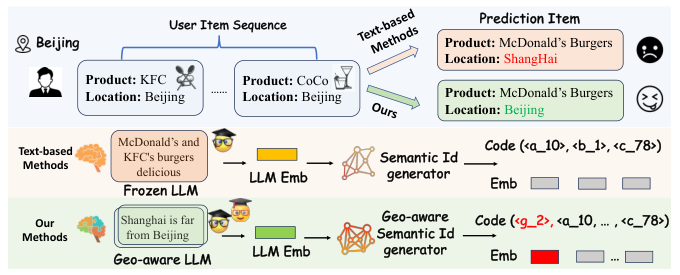 Beijing
User Item Sequence
Product: KFC
Location: Beijing
......
Product: CoCo
Location: Beijing
Text-based
Methods
Ours
Prediction Item
Product: McDonald's Burgers
Location: ShangHai
Product: McDonald's Burgers
Location: Beijing
Text-based
Methods
McDonald's and
KFC's burgers
delicious
Frozen LLM
LLM Emb
Semantic Id
generator
Code (<a_10>, <b_1>, <c_78>)
Emb
Our
Methods
Shanghai is far
from Beijing
Geo-aware LLM
LLM Emb
Geo-aware
Semantic Id
generator
Code (<g_2>, <a_10, ... , <c_78>)
Emb
...